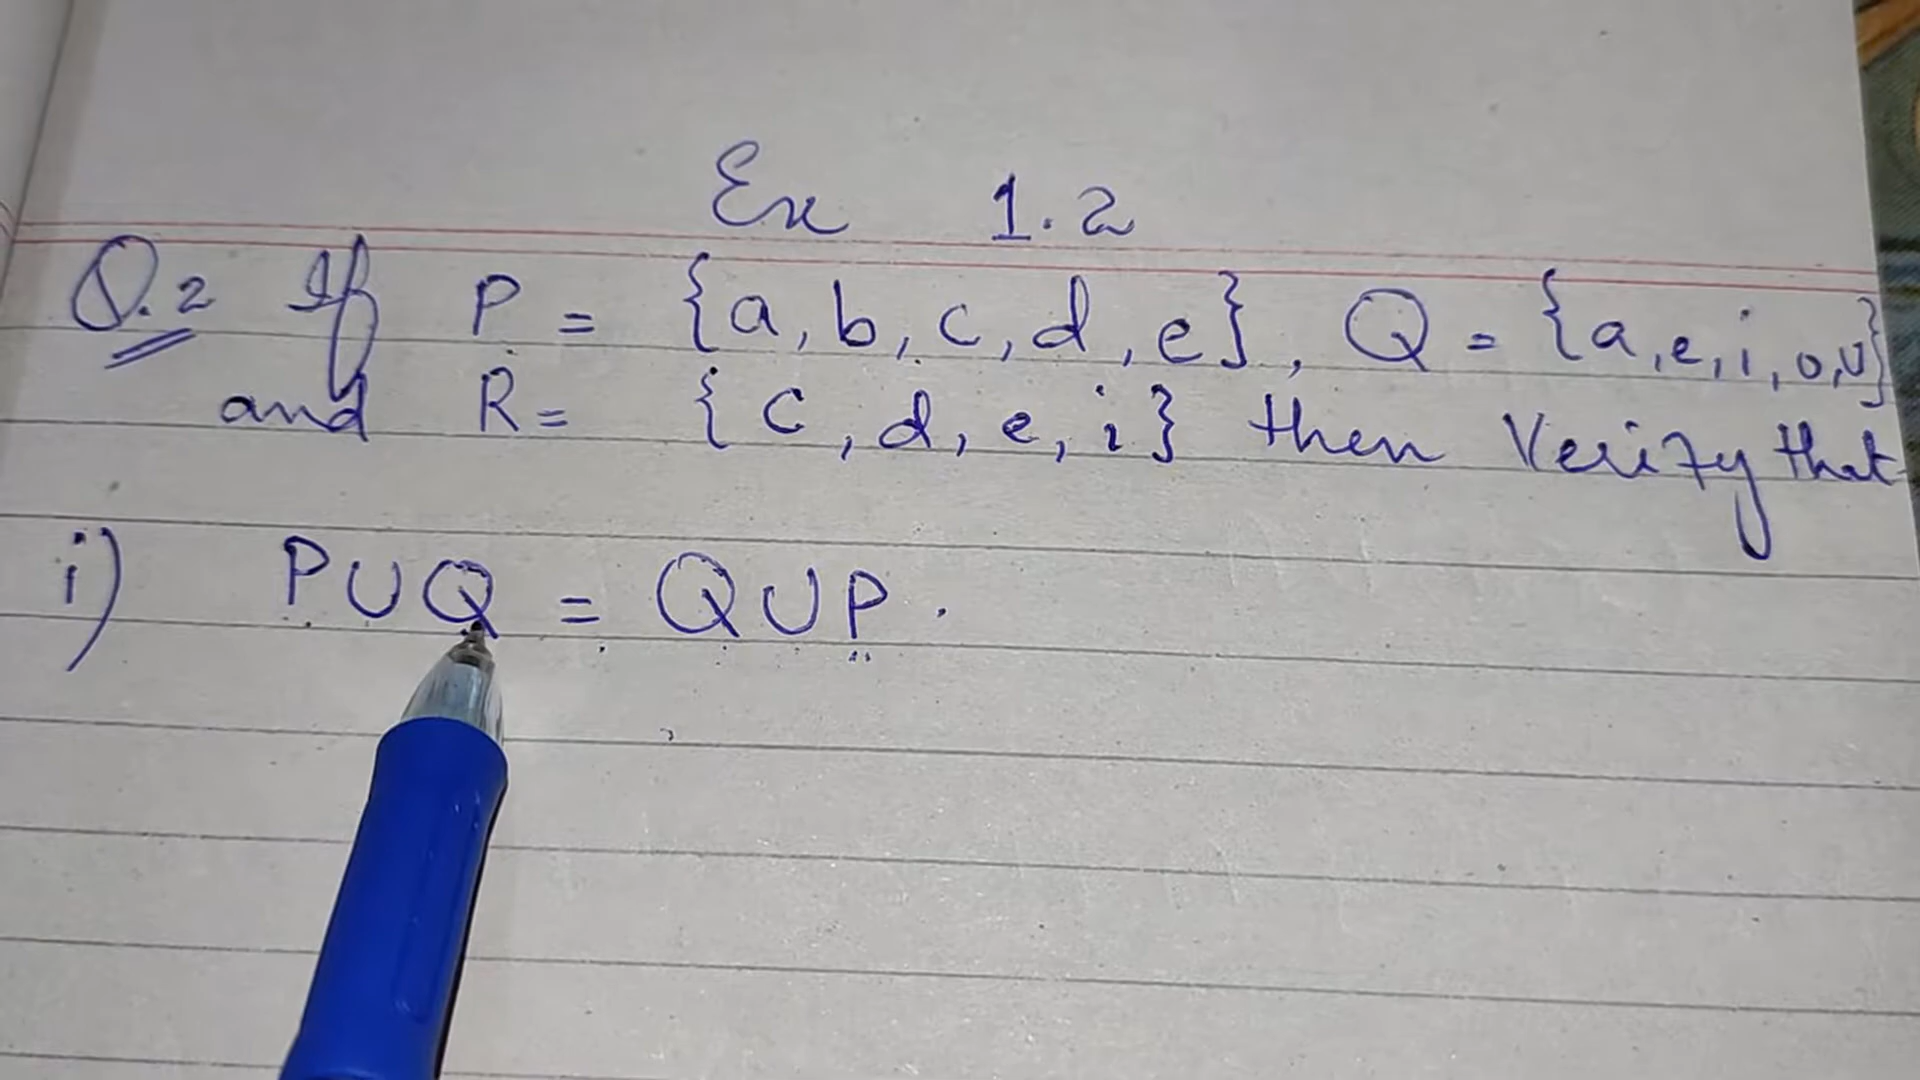 Ex 1.2
Q.2 If P = {a, b, c, d, e}, Q = {a, e, i, o, u}
and R = {c, d, e, i} then Verify that
i) P∪Q = Q∪P.